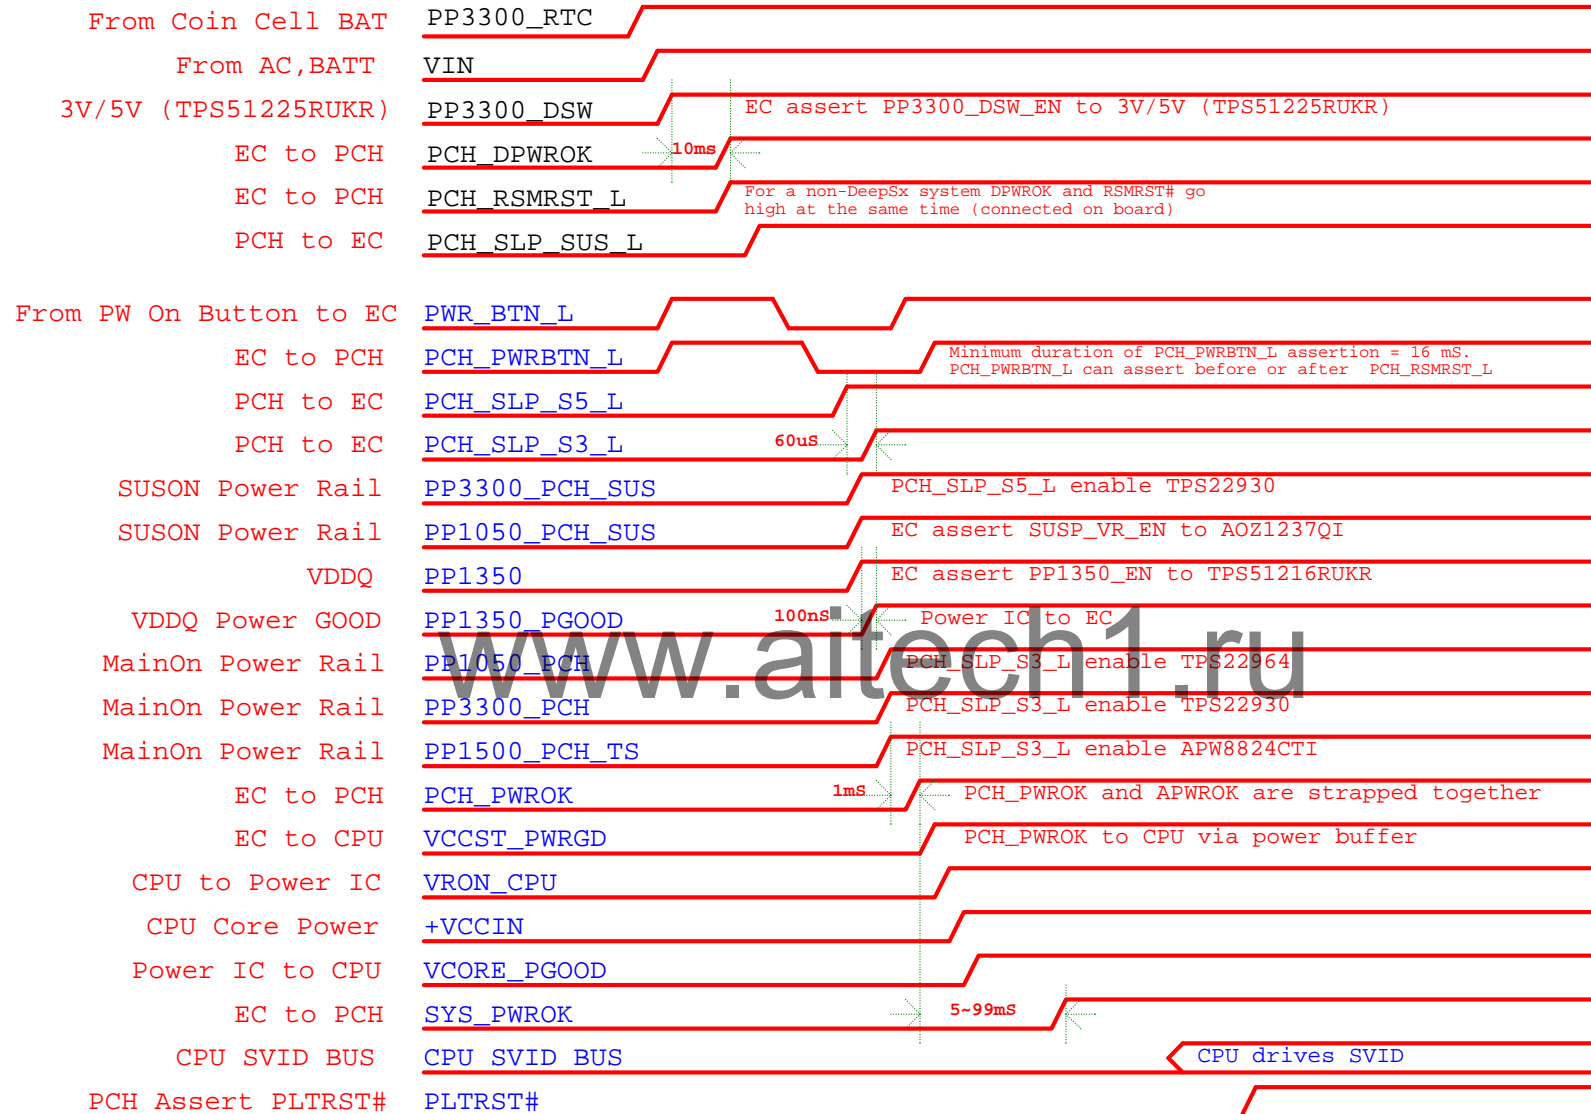 From Coin Cell BAT PP3300_RTC
From AC,BATT VIN
3V/5V (TPS51225RUKR) PP3300_DSW EC assert PP3300_DSW_EN to 3V/5V (TPS51225RUKR)
EC to PCH PCH_DPWROK 10ms
EC to PCH PCH_RSMRST_L For a non-DeepSx system DPWROK and RSMRST# go
high at the same time (connected on board)
PCH to EC PCH_SLP_SUS_L
From PW On Button to EC PWR_BTN_L
EC to PCH PCH_PWRBTN_L Minimum duration of PCH_PWRBTN_L assertion = 16 mS.
PCH_PWRBTN_L can assert before or after PCH_RSMRST_L
PCH to EC PCH_SLP_S5_L
PCH to EC PCH_SLP_S3_L 60uS
SUSON Power Rail PP3300_PCH_SUS PCH_SLP_S5_L enable TPS22930
SUSON Power Rail PP1050_PCH_SUS EC assert SUSP_VR_EN to AOZ1237QI
VDDQ PP1350 EC assert PP1350_EN to TPS51216RUKR
VDDQ Power GOOD PP1350_PGOOD 100nS Power IC to EC
www.aitech1.ru
MainOn Power Rail PP1050_PCH PCH_SLP_S3_L enable TPS22964
MainOn Power Rail PP3300_PCH PCH_SLP_S3_L enable TPS22930
MainOn Power Rail PP1500_PCH_TS PCH_SLP_S3_L enable APW8824CTI
EC to PCH PCH_PWROK 1mS PCH_PWROK and APWROK are strapped together
EC to CPU VCCST_PWRGD PCH_PWROK to CPU via power buffer
CPU to Power IC VRON_CPU
CPU Core Power +VCCIN
Power IC to CPU VCORE_PGOOD
EC to PCH SYS_PWROK 5~99mS
CPU SVID BUS CPU SVID BUS CPU drives SVID
PCH Assert PLTRST# PLTRST#